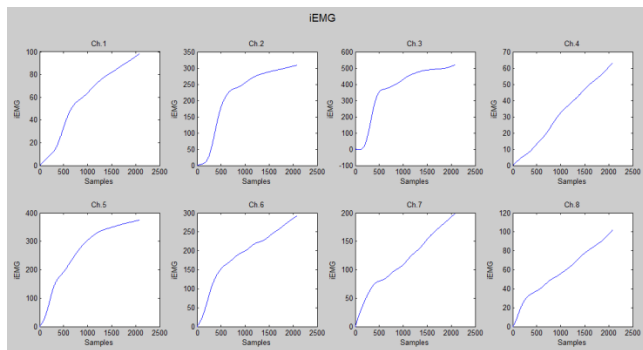 iEMG
Ch.1 Ch.2 Ch.3 Ch.4
100 350 600 70
300 500 60
80 250 400 50
60 200 300 40
iEMG iEMG iEMG iEMG
40 150 200 30
100 100 20
20 50 0 10
0 0 -100 0
0 500 1000 1500 2000 2500 0 500 1000 1500 2000 2500 0 500 1000 1500 2000 2500 0 500 1000 1500 2000 2500
Samples Samples Samples Samples
Ch.5 Ch.6 Ch.7 Ch.8
400 300 200 120
250 100
300 200 150 80
iEMG iEMG iEMG iEMG
200 150 100 60
100 40
100 50 50 20
0 0 0 0
0 500 1000 1500 2000 2500 0 500 1000 1500 2000 2500 0 500 1000 1500 2000 2500 0 500 1000 1500 2000 2500
Samples Samples Samples Samples